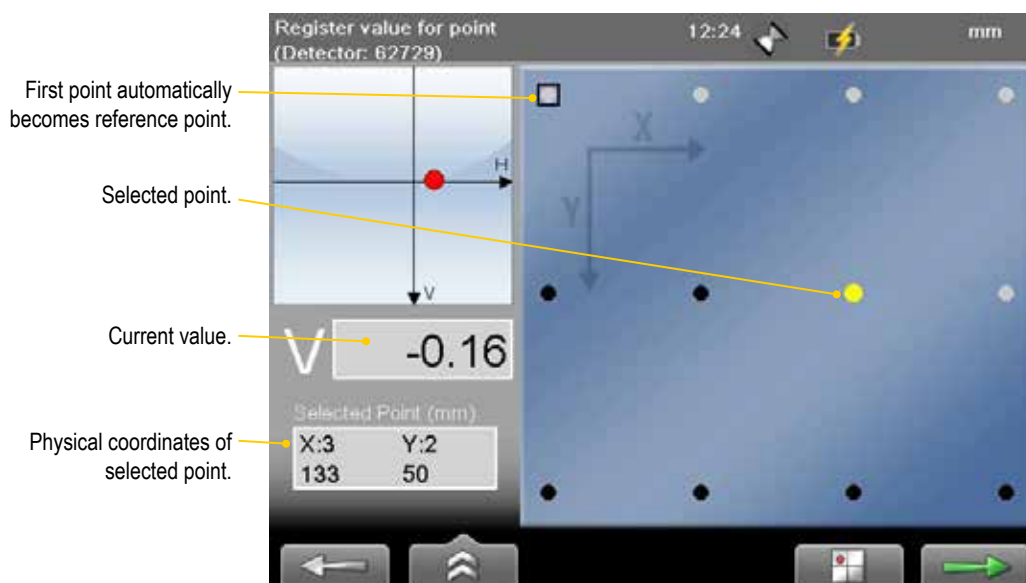 Register value for point
(Detector: 62729)
12:24
mm
First point automatically
becomes reference point.
H
X
Selected point.
Y
V
Current value.
V
-0.16
Selected Point (mm)
Physical coordinates of
selected point.
X:3 Y:2
133 50